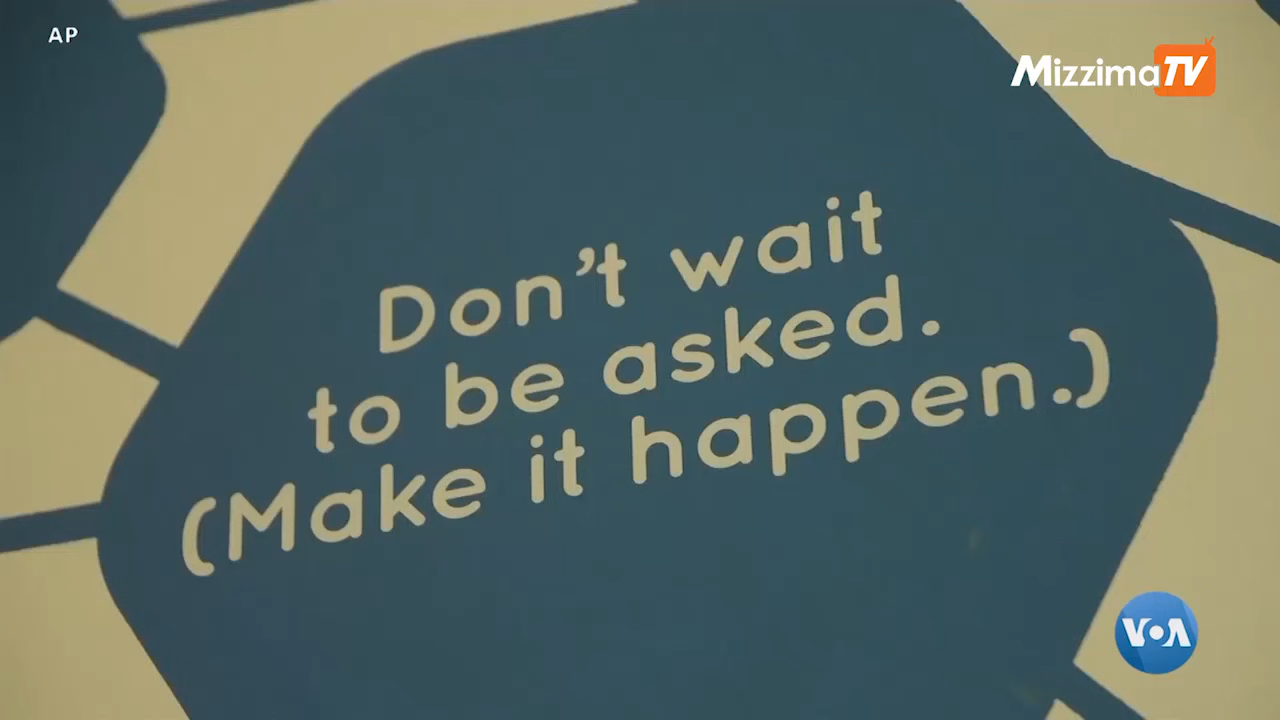 AP
MizzimaTV
Don't wait
to be asked.
(Make it happen.)
VOA